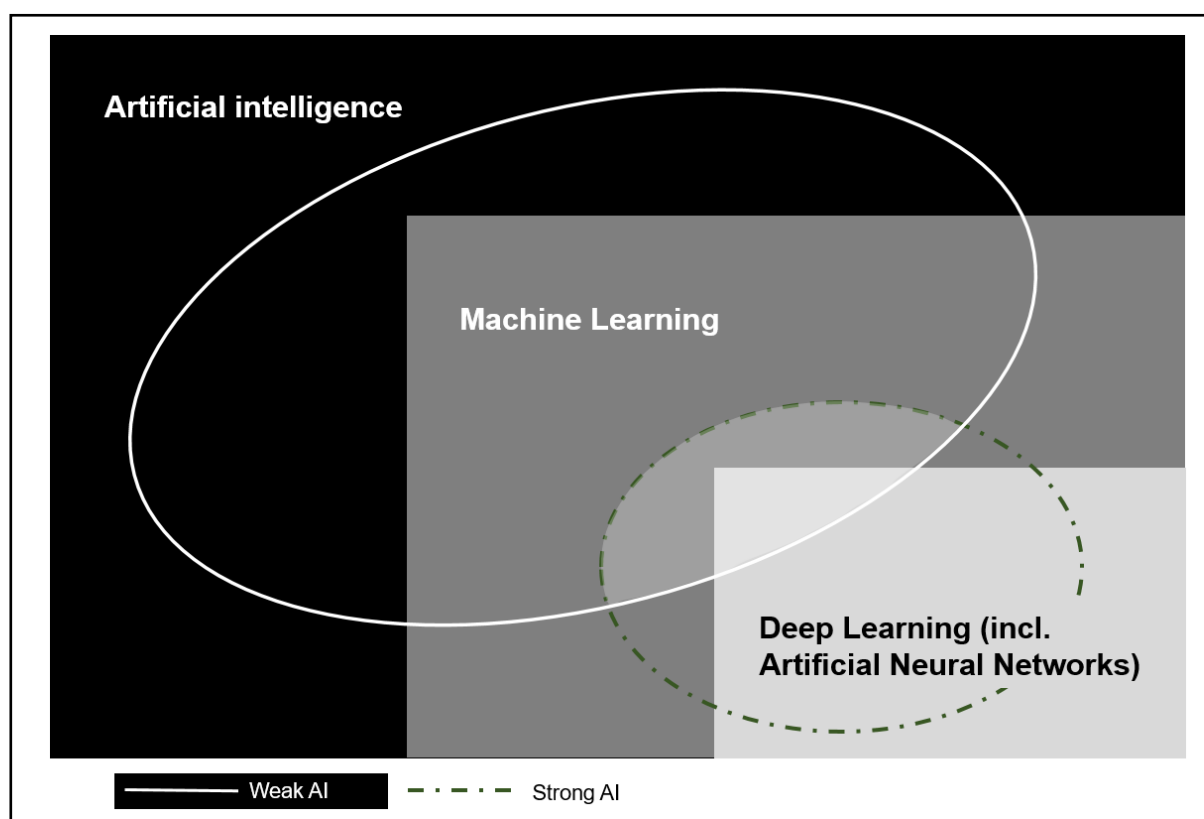 Artificial intelligence
Machine Learning
Deep Learning (incl.
Artificial Neural Networks)
Weak AI
Strong AI